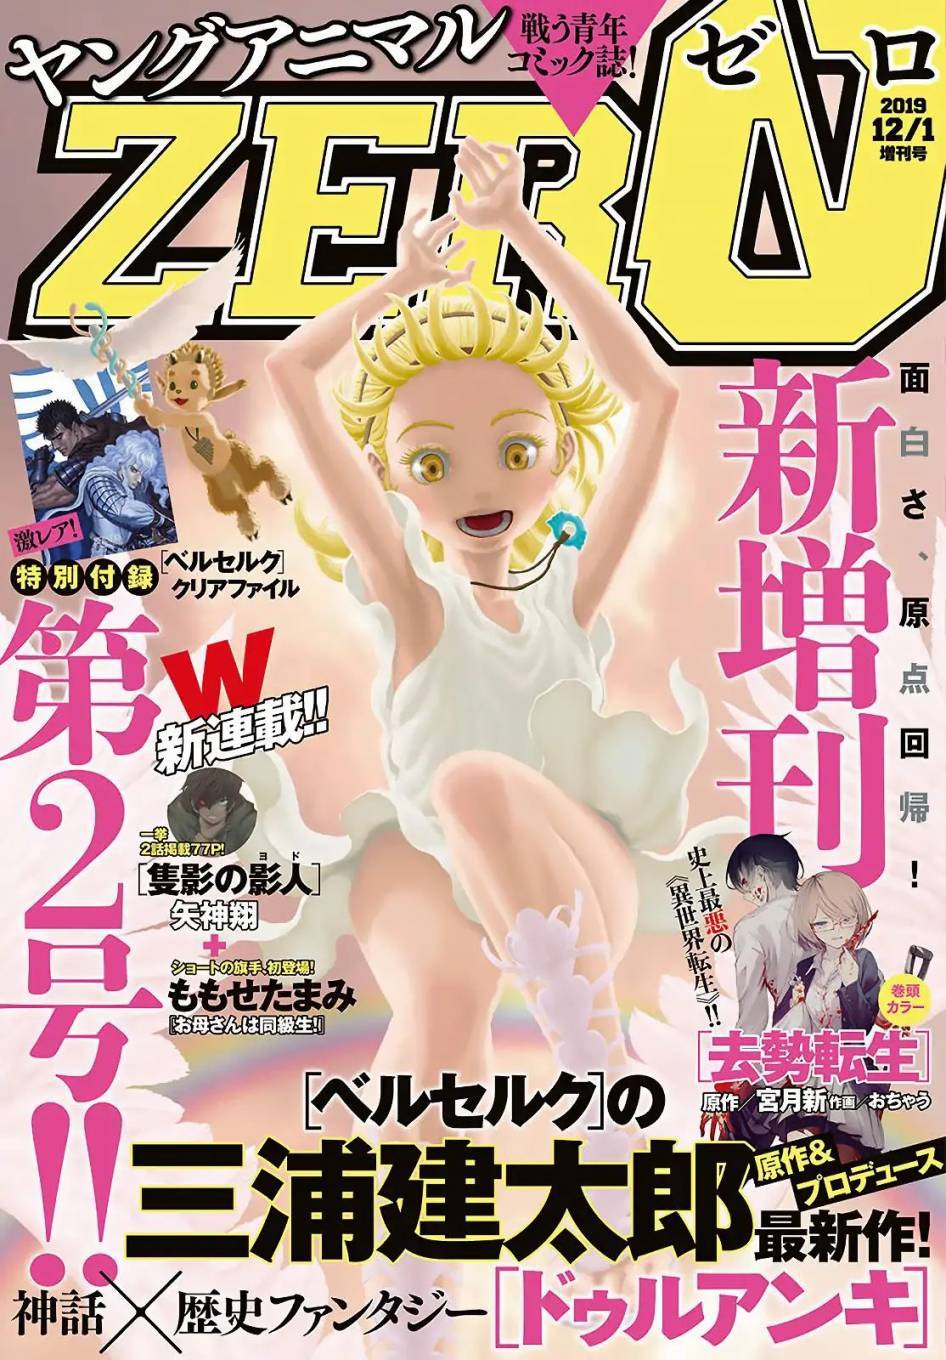 ヤングアニマル
戦う青年
コミック誌!
ゼロ
ZERO
2019
12/1
増刊号
面白さ、原点回帰!
新増刊
激レア!
特別付録
[ベルセルク]
クリアファイル
第2号!!
W
新連載!!
一挙
2話掲載77P!
ヨド
[隻影の影人]
矢神翔
+
ショートの旗手、初登場!
ももせたまみ
『お母さんは同級生!』
史上最悪の
《異世界転生》!!
巻頭
カラー
[去勢転生]
原作/宮月新 作画/おちゃう
[ベルセルク]の
三浦建太郎
原作&
プロデュース
最新作!
神話×歴史ファンタジー[ドゥルアンキ]